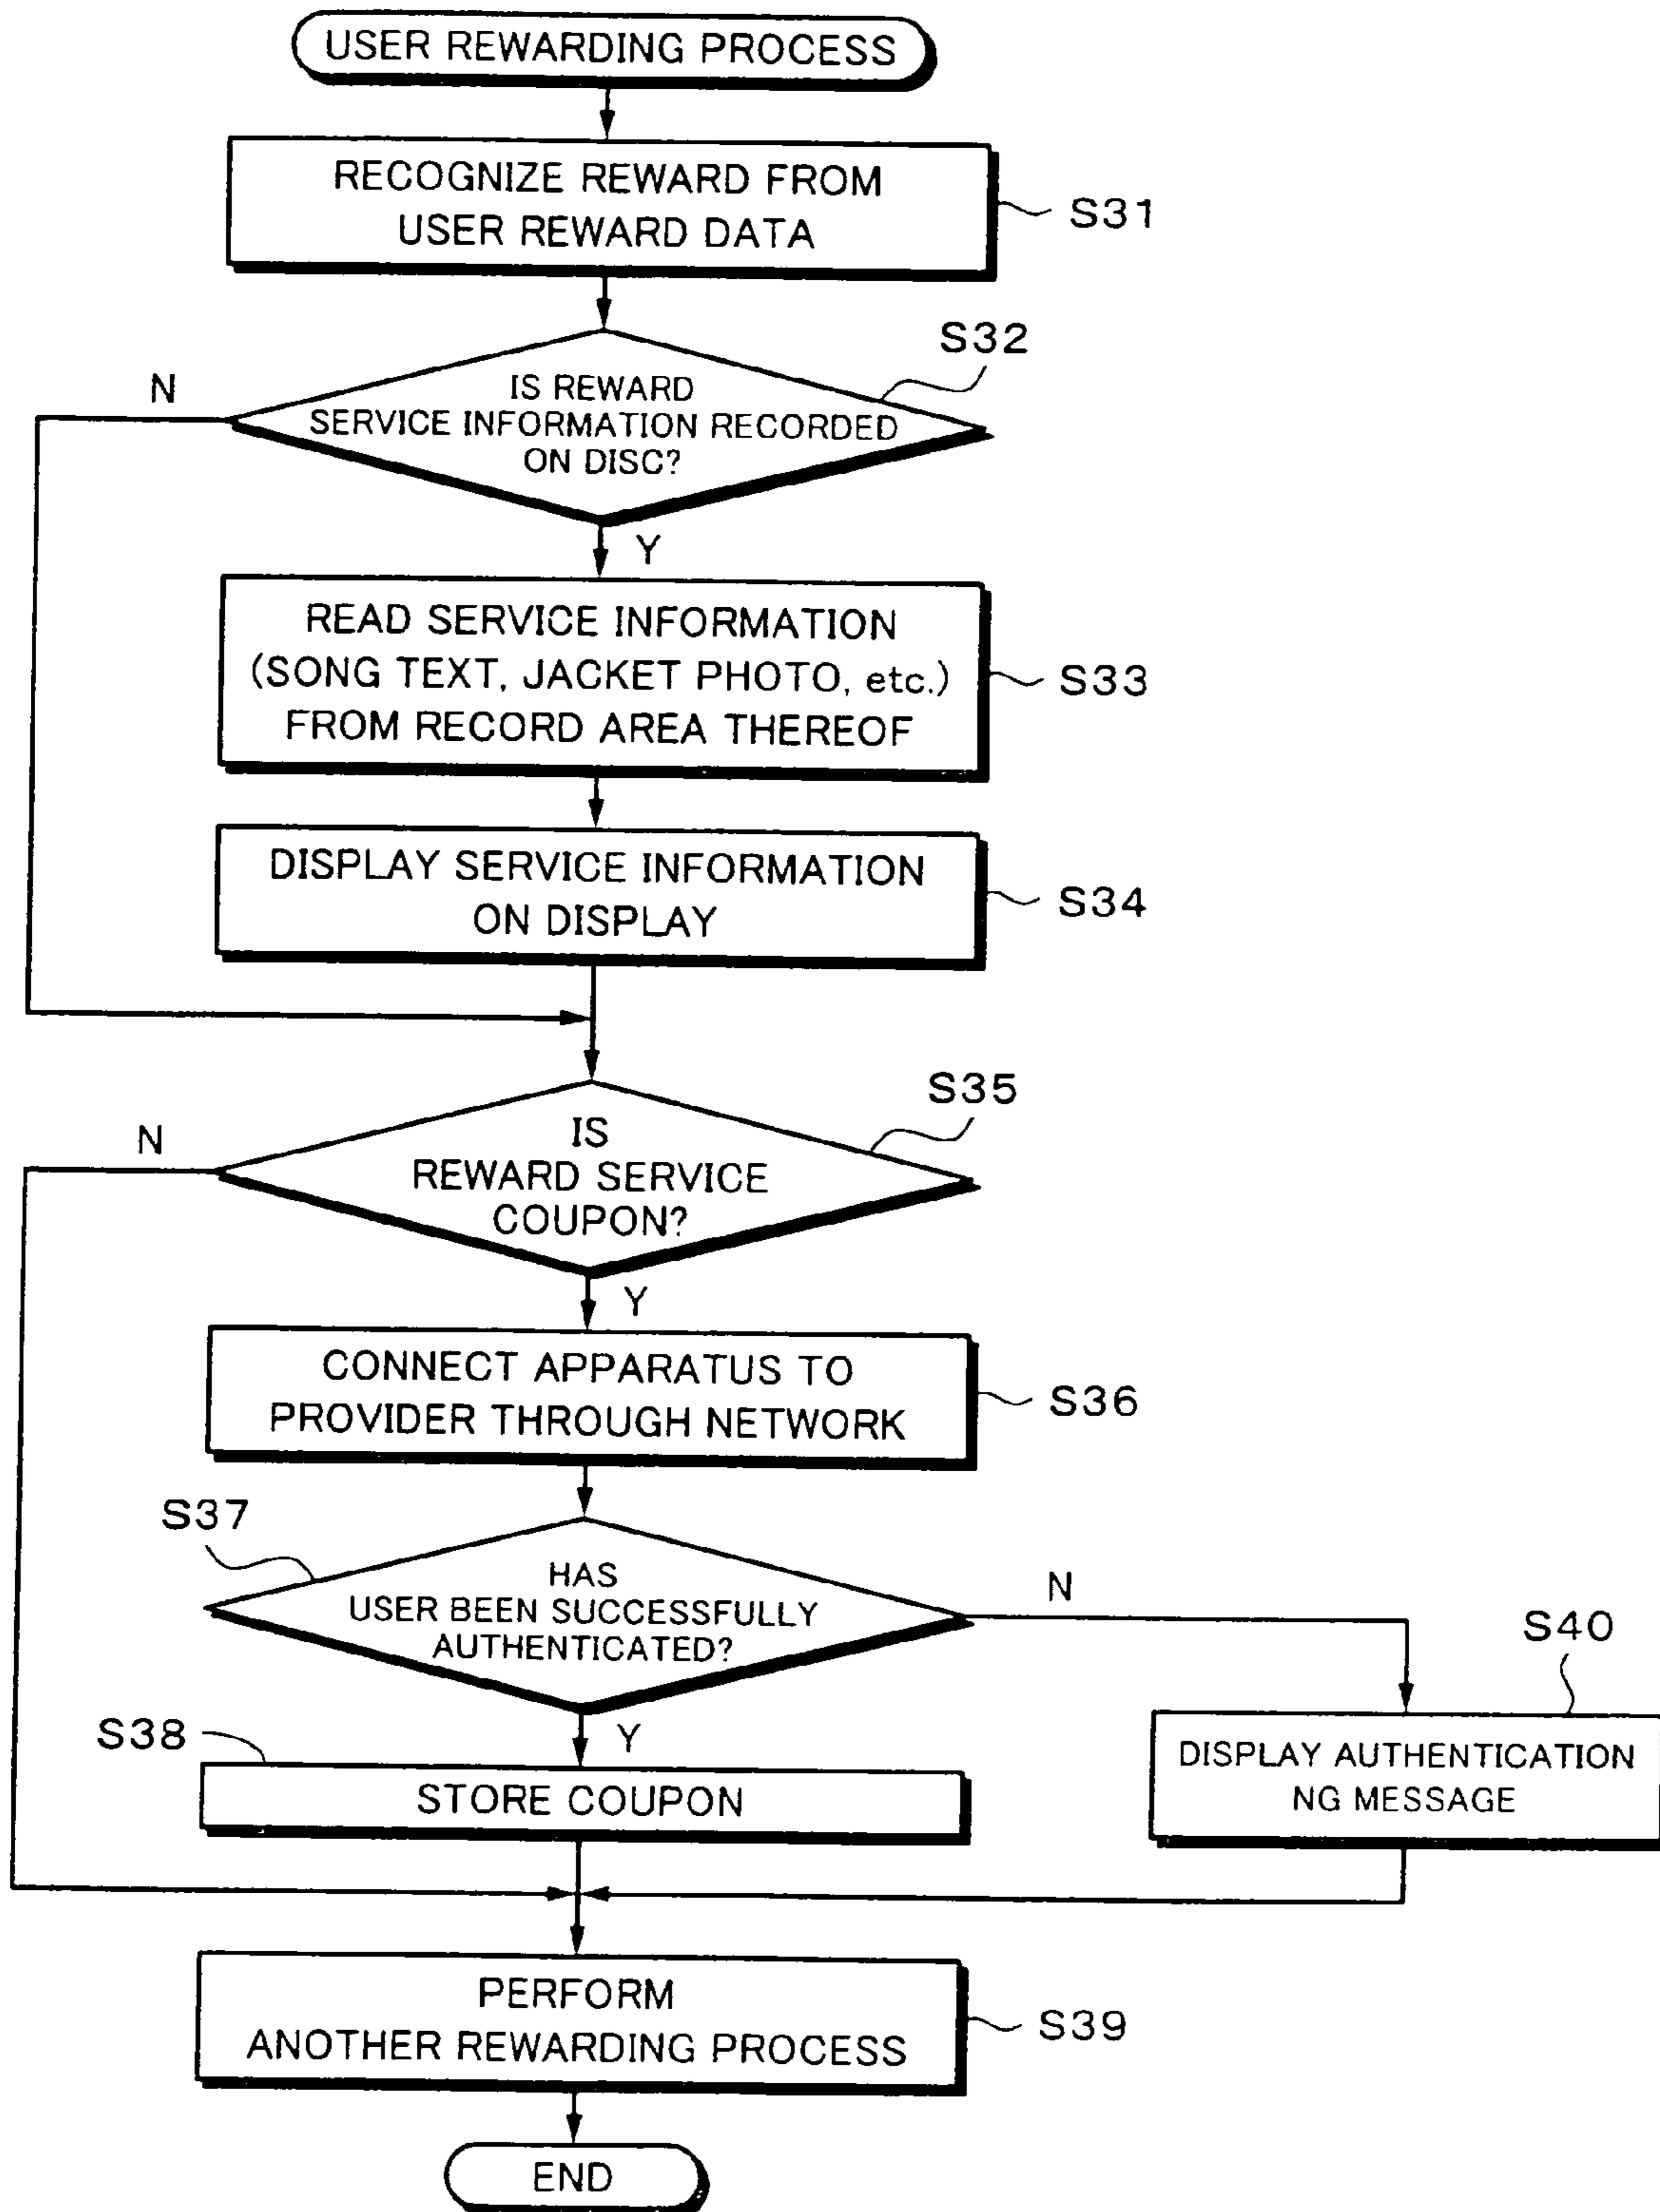 USER REWARDING PROCESS
RECOGNIZE REWARD FROM
USER REWARD DATA
S31
S32
N
IS REWARD
SERVICE INFORMATION RECORDED
ON DISC?
Y
READ SERVICE INFORMATION
(SONG TEXT, JACKET PHOTO, etc.)
FROM RECORD AREA THEREOF
S33
DISPLAY SERVICE INFORMATION
ON DISPLAY
S34
S35
N
IS
REWARD SERVICE
COUPON?
Y
CONNECT APPARATUS TO
PROVIDER THROUGH NETWORK
S36
S37
HAS
USER BEEN SUCCESSFULLY
AUTHENTICATED?
N
S40
Y
S38
STORE COUPON
DISPLAY AUTHENTICATION
NG MESSAGE
PERFORM
ANOTHER REWARDING PROCESS
S39
END